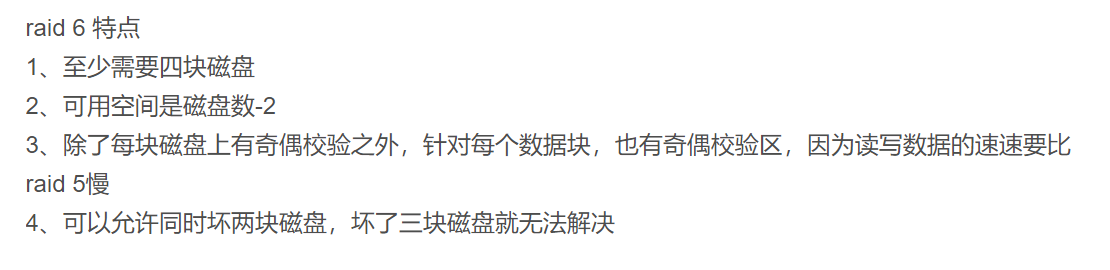 raid 6 特点
1、至少需要四块磁盘
2、可用空间是磁盘数-2
3、除了每块磁盘上有奇偶校验之外，针对每个数据块，也有奇偶校验区，因为读写数据的速速要比
raid 5慢
4、可以允许同时坏两块磁盘，坏了三块磁盘就无法解决